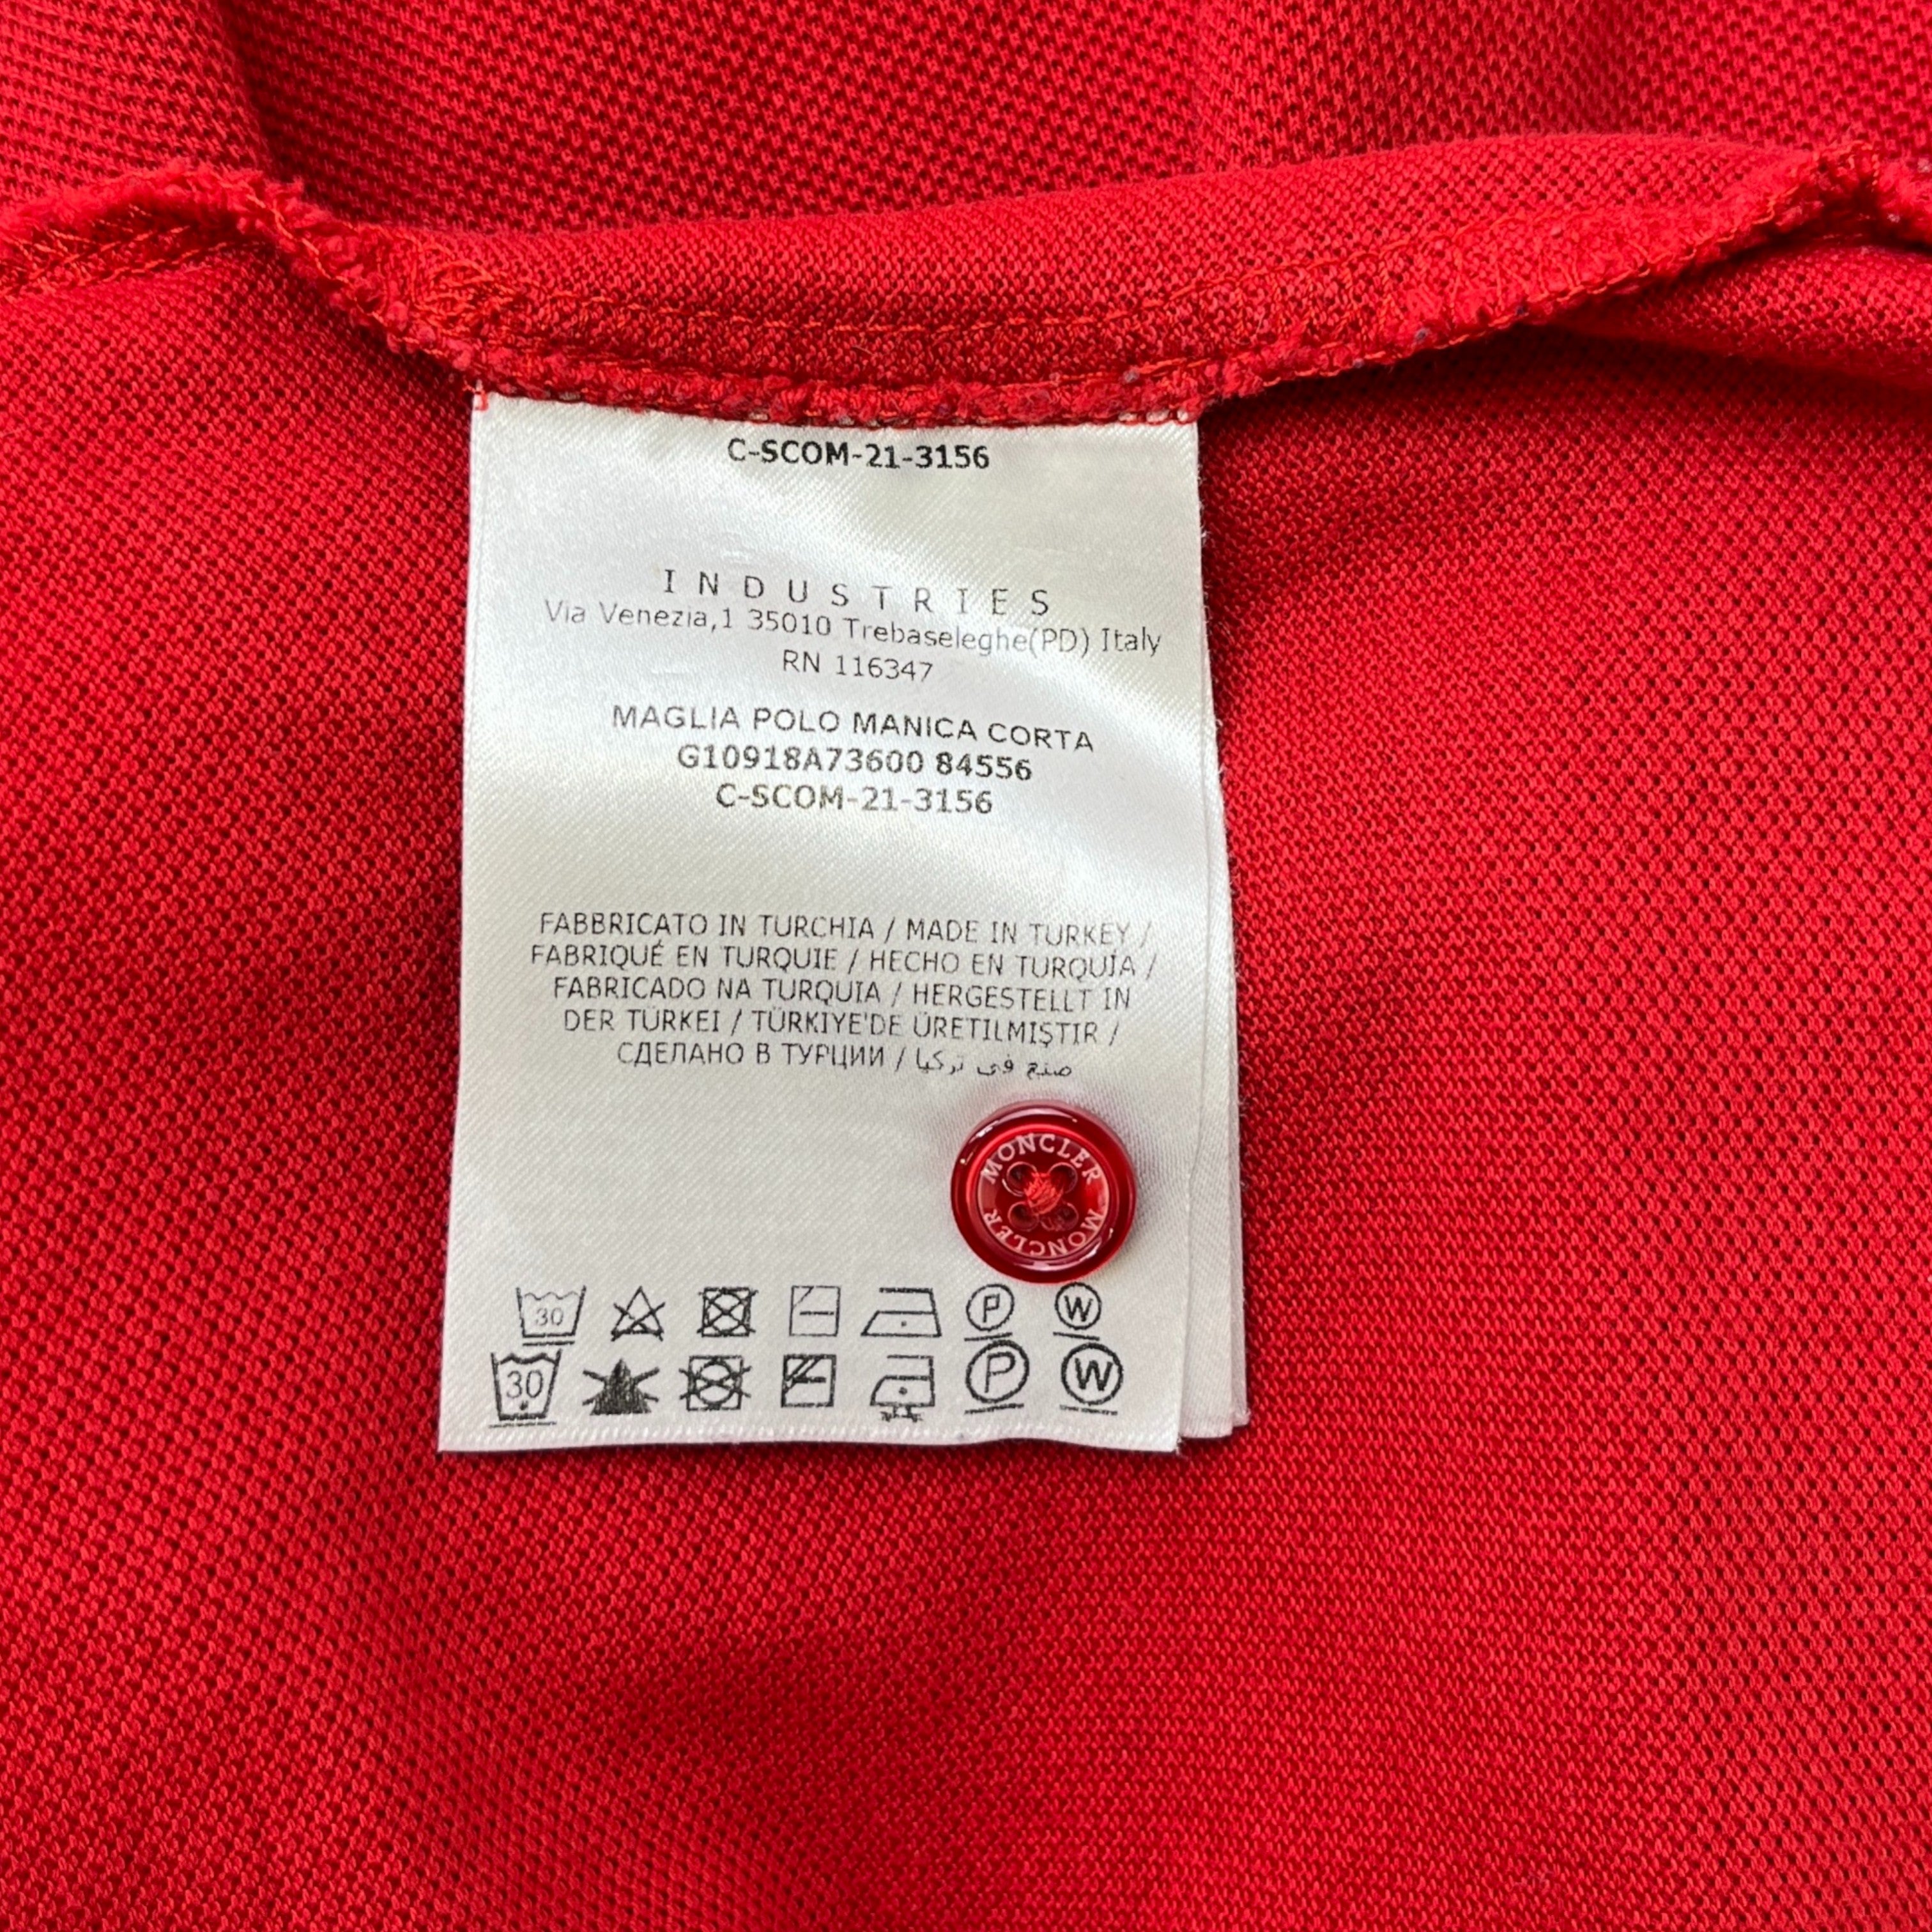 C-SCOM-21-3156
INDUSTRIES
Via Venezia,1 35010 Trebaseleghe(PD) Italy
RN 116347
MAGLIA POLO MANICA CORTA
G10918A73600 84556
C-SCOM-21-3156
FABBRICATO IN TURCHIA / MADE IN TURKEY /
FABRIQUÉ EN TURQUIE / HECHO EN TURQUÍA /
FABRICADO NA TURQUIA / HERGESTELLT IN
DER TÜRKEI / TÜRKIYE'DE ÜRETILMIŞTIR /
СДЕЛАНО В ТУРЦИИ / صنع في تركيا
MONCLER MONCLER
30 P W
30 P W